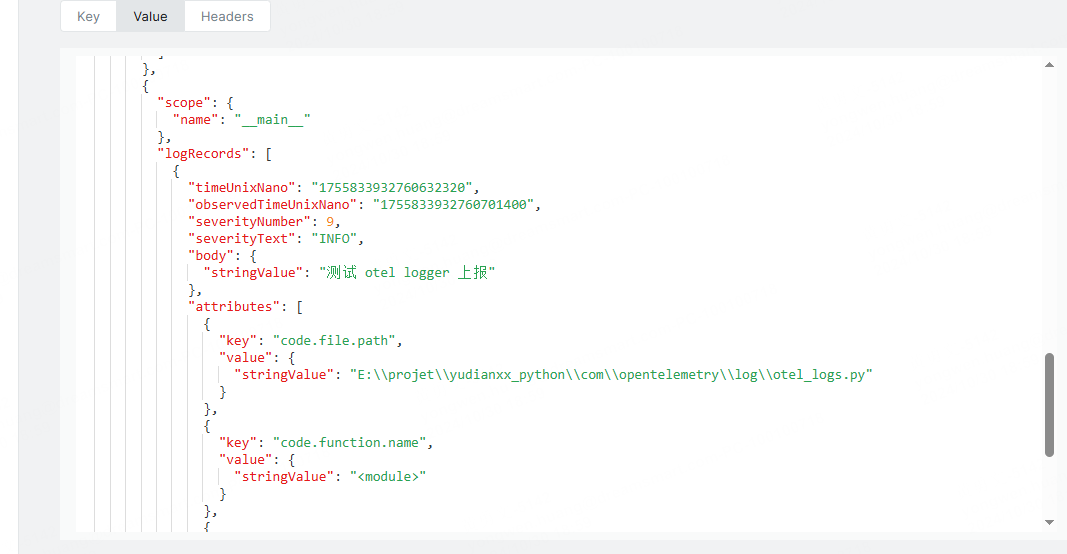 Key Value Headers
},
{
"scope": {
"name": "__main__"
},
"logRecords": [
{
"timeUnixNano": "1755833932760632320",
"observedTimeUnixNano": "1755833932760701400",
"severityNumber": 9,
"severityText": "INFO",
"body": {
"stringValue": "测试 otel logger 上报"
},
"attributes": [
{
"key": "code.file.path",
"value": {
"stringValue": "E:\\projet\\yudianxx_python\\com\\opentelemetry\\log\\otel_logs.py"
}
},
{
"key": "code.function.name",
"value": {
"stringValue": "<module>"
}
},
{